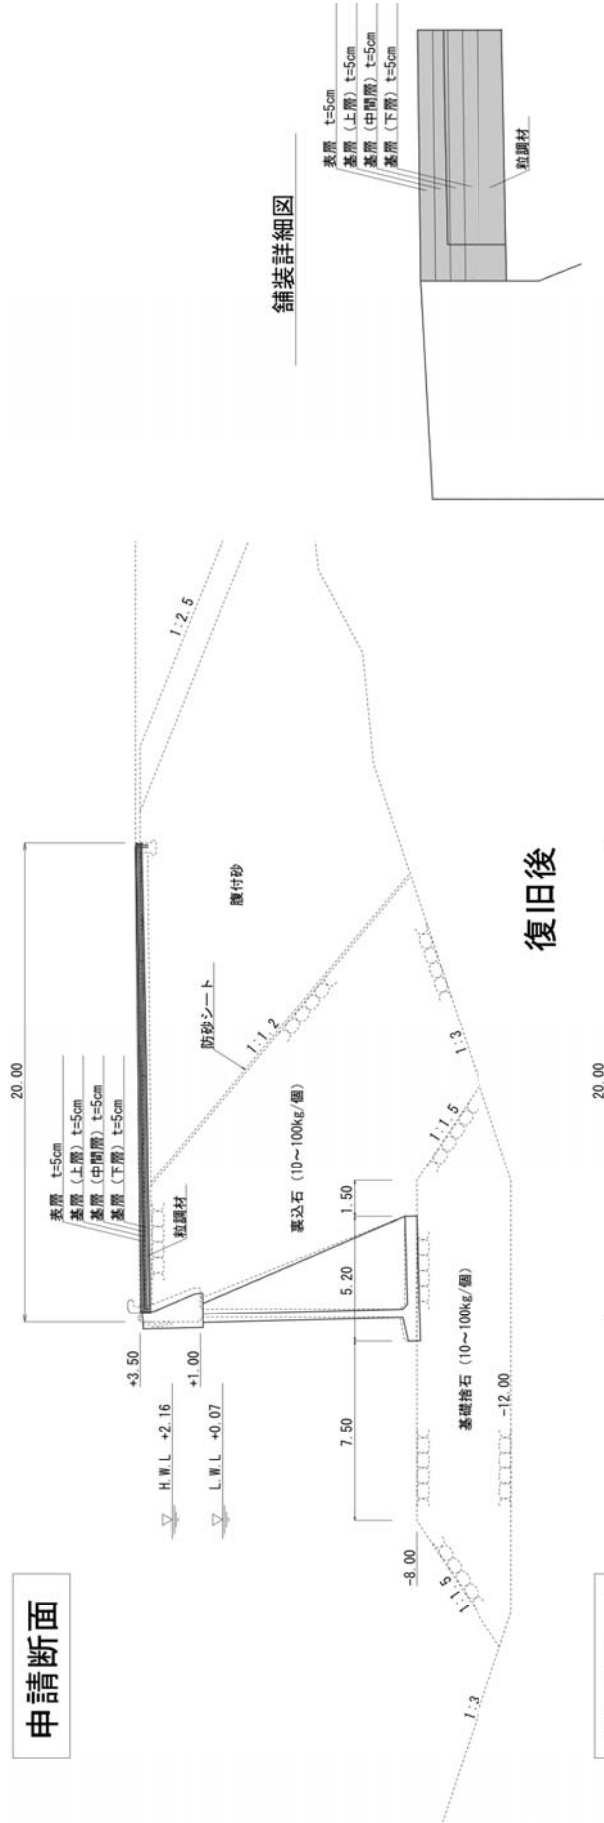 申請断面
20.00
表層 t=5cm
基層（上層）t=5cm
基層（中間層）t=5cm
基層（下層）t=5cm
粒調材
+3.50
H.W.L +2.16
+1.00
L.W.L +0.07
1:2.5
腹付砂
防砂シート
1:1.2
裏込石（10～100kg/個）
7.50
5.20
1.50
-8.00
1:1.5
1:3
基礎捨石（10～100kg/個）
-12.00
1:1.5
1:3
復旧後
20.00
舗装詳細図
表層 t=5cm
基層（上層）t=5cm
基層（中間層）t=5cm
基層（下層）t=5cm
粒調材